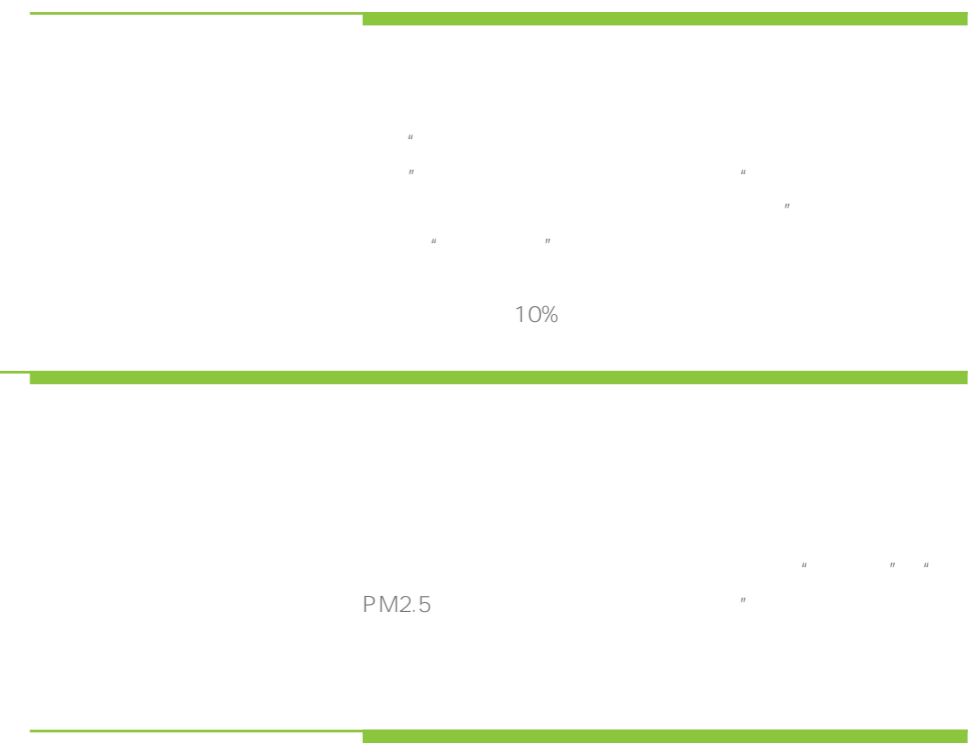 “
” “
”
“ ”
10%
“ ” “
PM2.5 ”